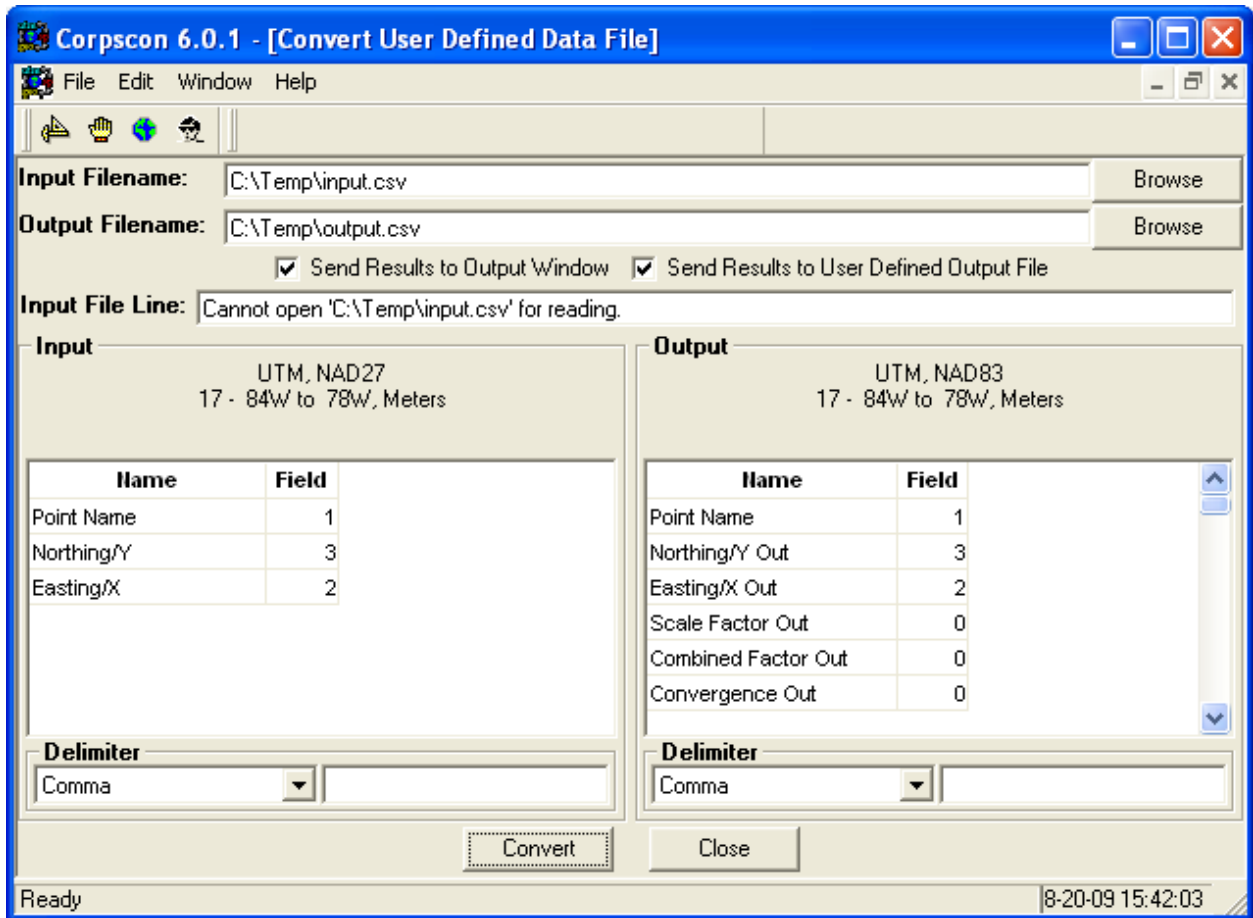 Corpscon 6.0.1 - [Convert User Defined Data File]
File Edit Window Help
Input Filename: C:\Temp\input.csv Browse
Output Filename: C:\Temp\output.csv Browse
Send Results to Output Window Send Results to User Defined Output File
Input File Line: Cannot open 'C:\Temp\input.csv' for reading.
Input
UTM, NAD27
17 - 84W to 78W, Meters
Name Field
Point Name 1
Northing/Y 3
Easting/X 2
Delimiter
Comma
Output
UTM, NAD83
17 - 84W to 78W, Meters
Name Field
Point Name 1
Northing/Y Out 3
Easting/X Out 2
Scale Factor Out 0
Combined Factor Out 0
Convergence Out 0
Delimiter
Comma
Convert Close
Ready 8-20-09 15:42:03